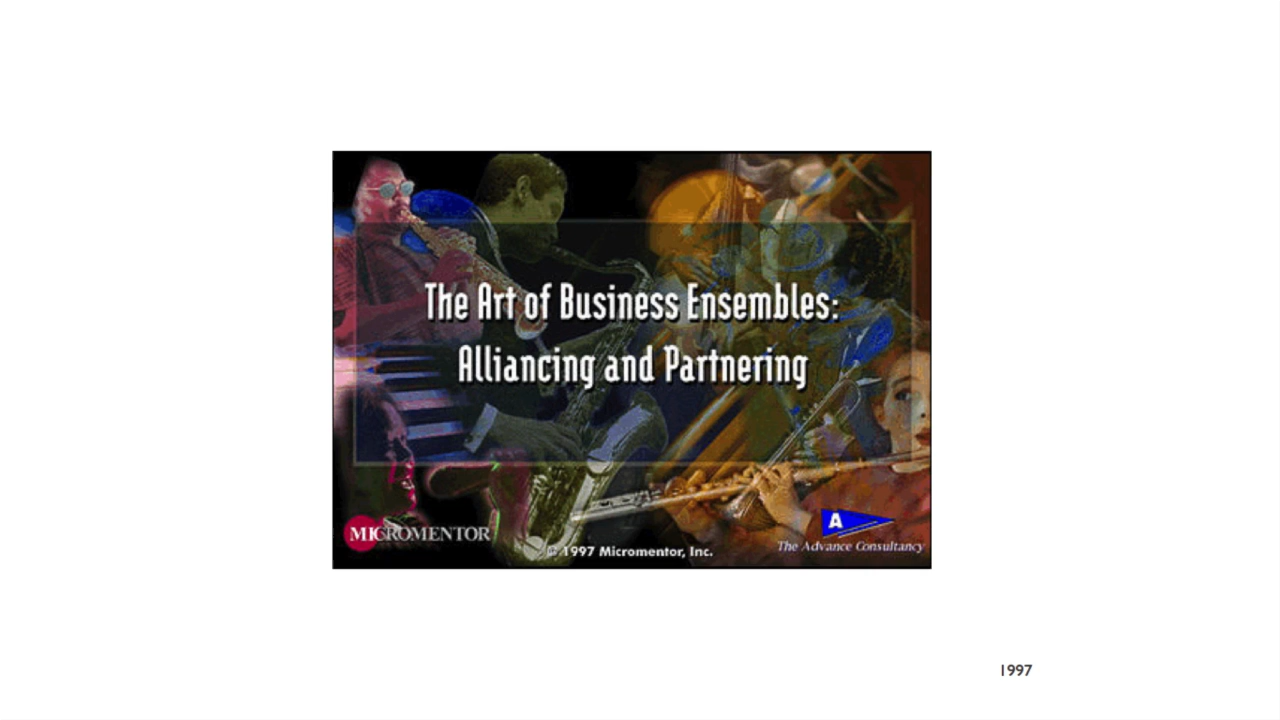 The Art of Business Ensembles:
Alliancing and Partnering
MICROMENTOR
© 1997 Micromentor, Inc.
A
The Advance Consultancy
1997